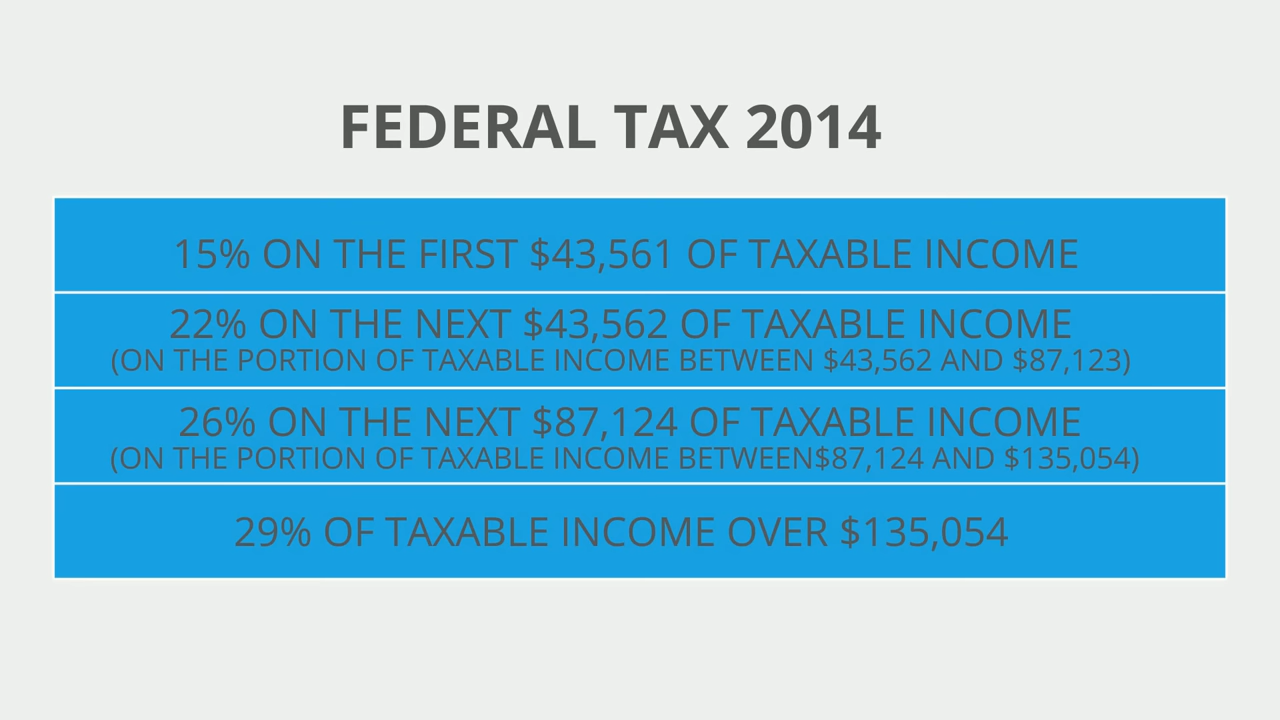 FEDERAL TAX 2014
15% ON THE FIRST $43,561 OF TAXABLE INCOME
22% ON THE NEXT $43,562 OF TAXABLE INCOME
(ON THE PORTION OF TAXABLE INCOME BETWEEN $43,562 AND $87,123)
26% ON THE NEXT $87,124 OF TAXABLE INCOME
(ON THE PORTION OF TAXABLE INCOME BETWEEN$87,124 AND $135,054)
29% OF TAXABLE INCOME OVER $135,054